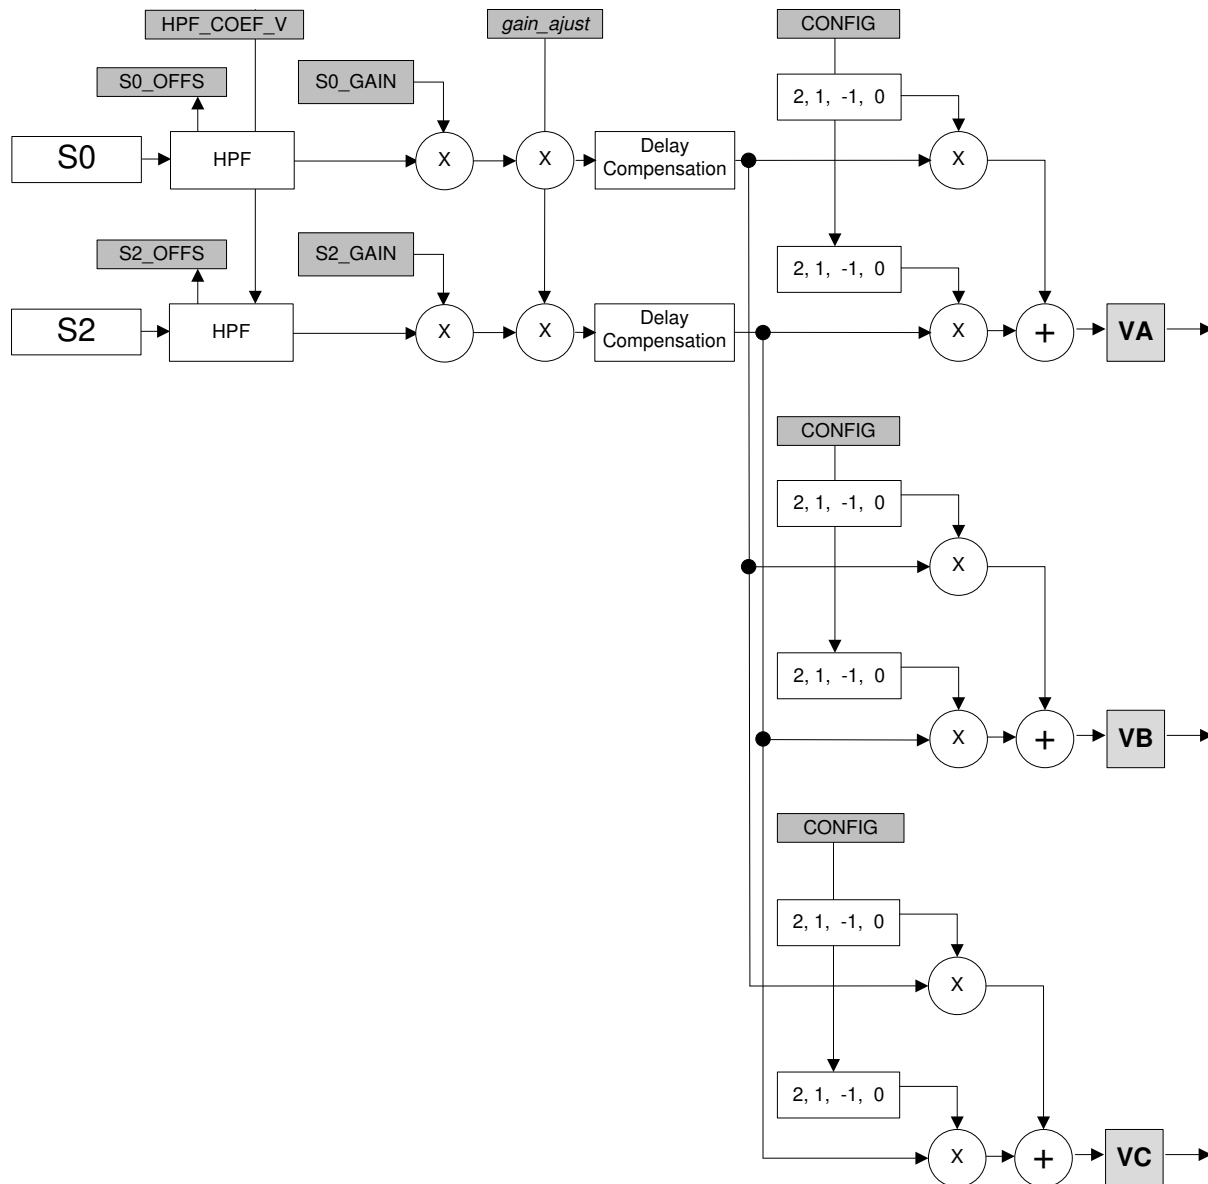 HPF_COEF_V
gain_ajust
CONFIG
S0_OFFS
S0_GAIN
2, 1, -1, 0
S0
HPF
X
X
Delay
Compensation
X
S2_OFFS
S2_GAIN
2, 1, -1, 0
S2
HPF
X
X
Delay
Compensation
X
+
VA
CONFIG
2, 1, -1, 0
X
2, 1, -1, 0
X
+
VB
CONFIG
2, 1, -1, 0
X
2, 1, -1, 0
X
+
VC